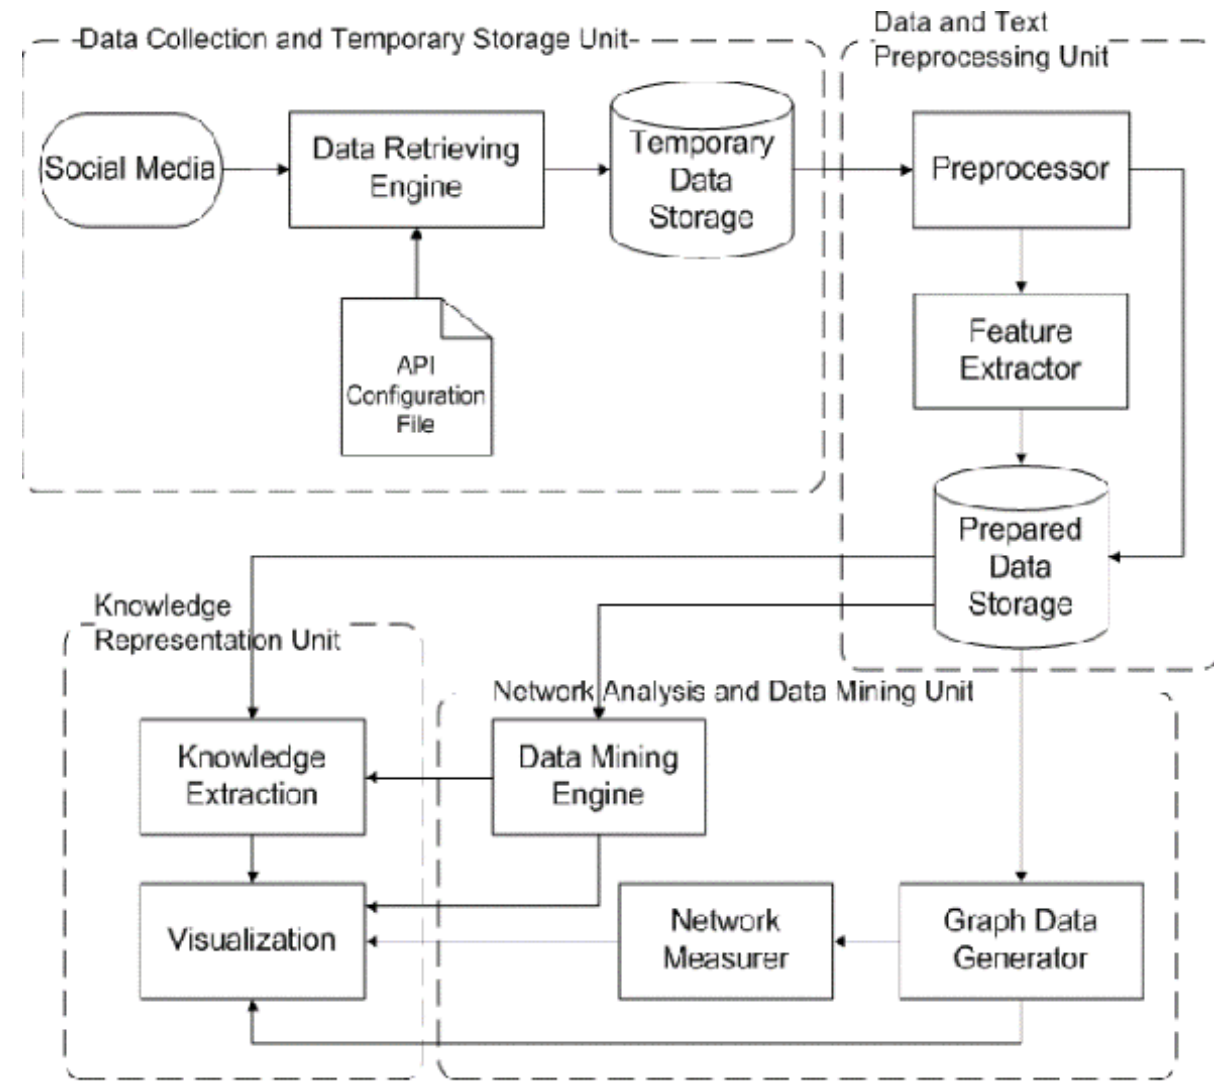 Data Collection and Temporary Storage Unit
Data and Text
Preprocessing Unit
Social Media
Data Retrieving
Engine
Temporary
Data
Storage
Preprocessor
API
Configuration
File
Feature
Extractor
Prepared
Data
Storage
Knowledge
Representation Unit
Network Analysis and Data Mining Unit
Knowledge
Extraction
Data Mining
Engine
Visualization
Network
Measurer
Graph Data
Generator